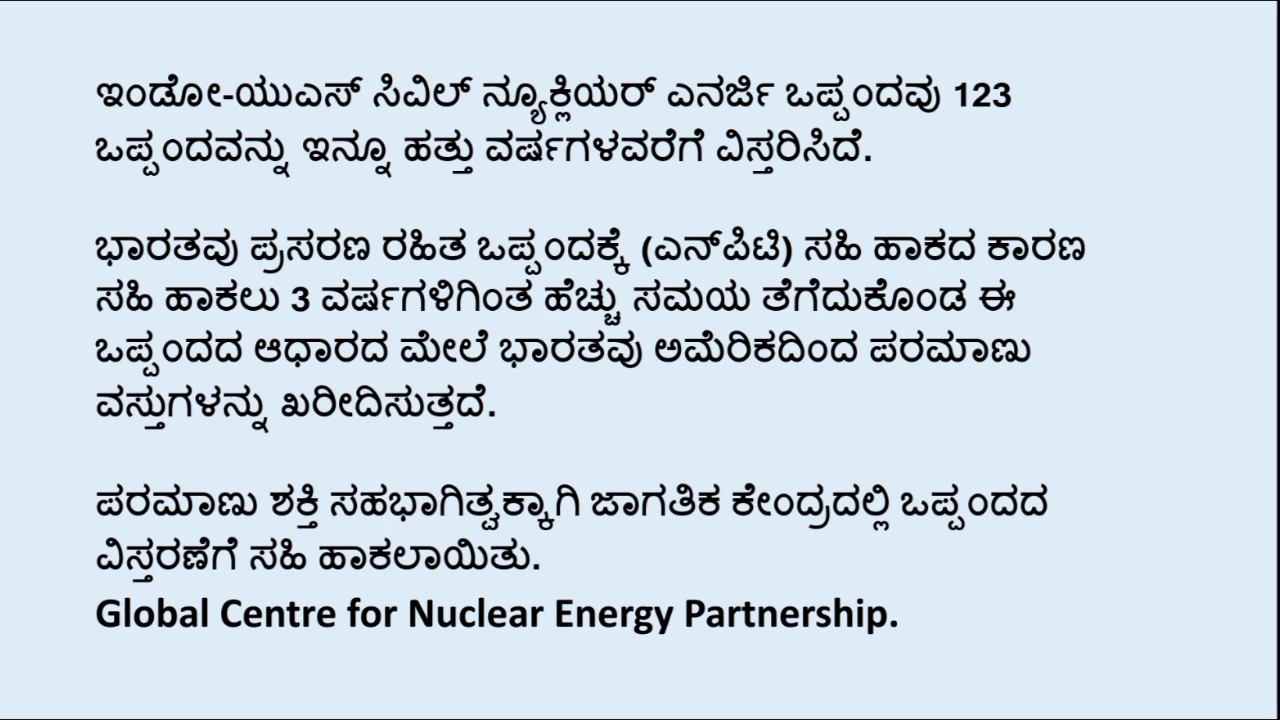 ಇಂಡೋ-ಯುಎಸ್ ಸಿವಿಲ್ ನ್ಯೂಕ್ಲಿಯರ್ ಎನರ್ಜಿ ಒಪ್ಪಂದವು 123
ಒಪ್ಪಂದವನ್ನು ಇನ್ನೂ ಹತ್ತು ವರ್ಷಗಳವರೆಗೆ ವಿಸ್ತರಿಸಿದೆ.
ಭಾರತವು ಪ್ರಸರಣ ರಹಿತ ಒಪ್ಪಂದಕ್ಕೆ (ಎನ್‌ಪಿಟಿ) ಸಹಿ ಹಾಕದ ಕಾರಣ
ಸಹಿ ಹಾಕಲು 3 ವರ್ಷಗಳಿಗಿಂತ ಹೆಚ್ಚು ಸಮಯ ತೆಗೆದುಕೊಂಡ ಈ
ಒಪ್ಪಂದದ ಆಧಾರದ ಮೇಲೆ ಭಾರತವು ಅಮೆರಿಕದಿಂದ ಪರಮಾಣು
ವಸ್ತುಗಳನ್ನು ಖರೀದಿಸುತ್ತದೆ.
ಪರಮಾಣು ಶಕ್ತಿ ಸಹಭಾಗಿತ್ವಕ್ಕಾಗಿ ಜಾಗತಿಕ ಕೇಂದ್ರದಲ್ಲಿ ಒಪ್ಪಂದದ
ವಿಸ್ತರಣೆಗೆ ಸಹಿ ಹಾಕಲಾಯಿತು.
Global Centre for Nuclear Energy Partnership.